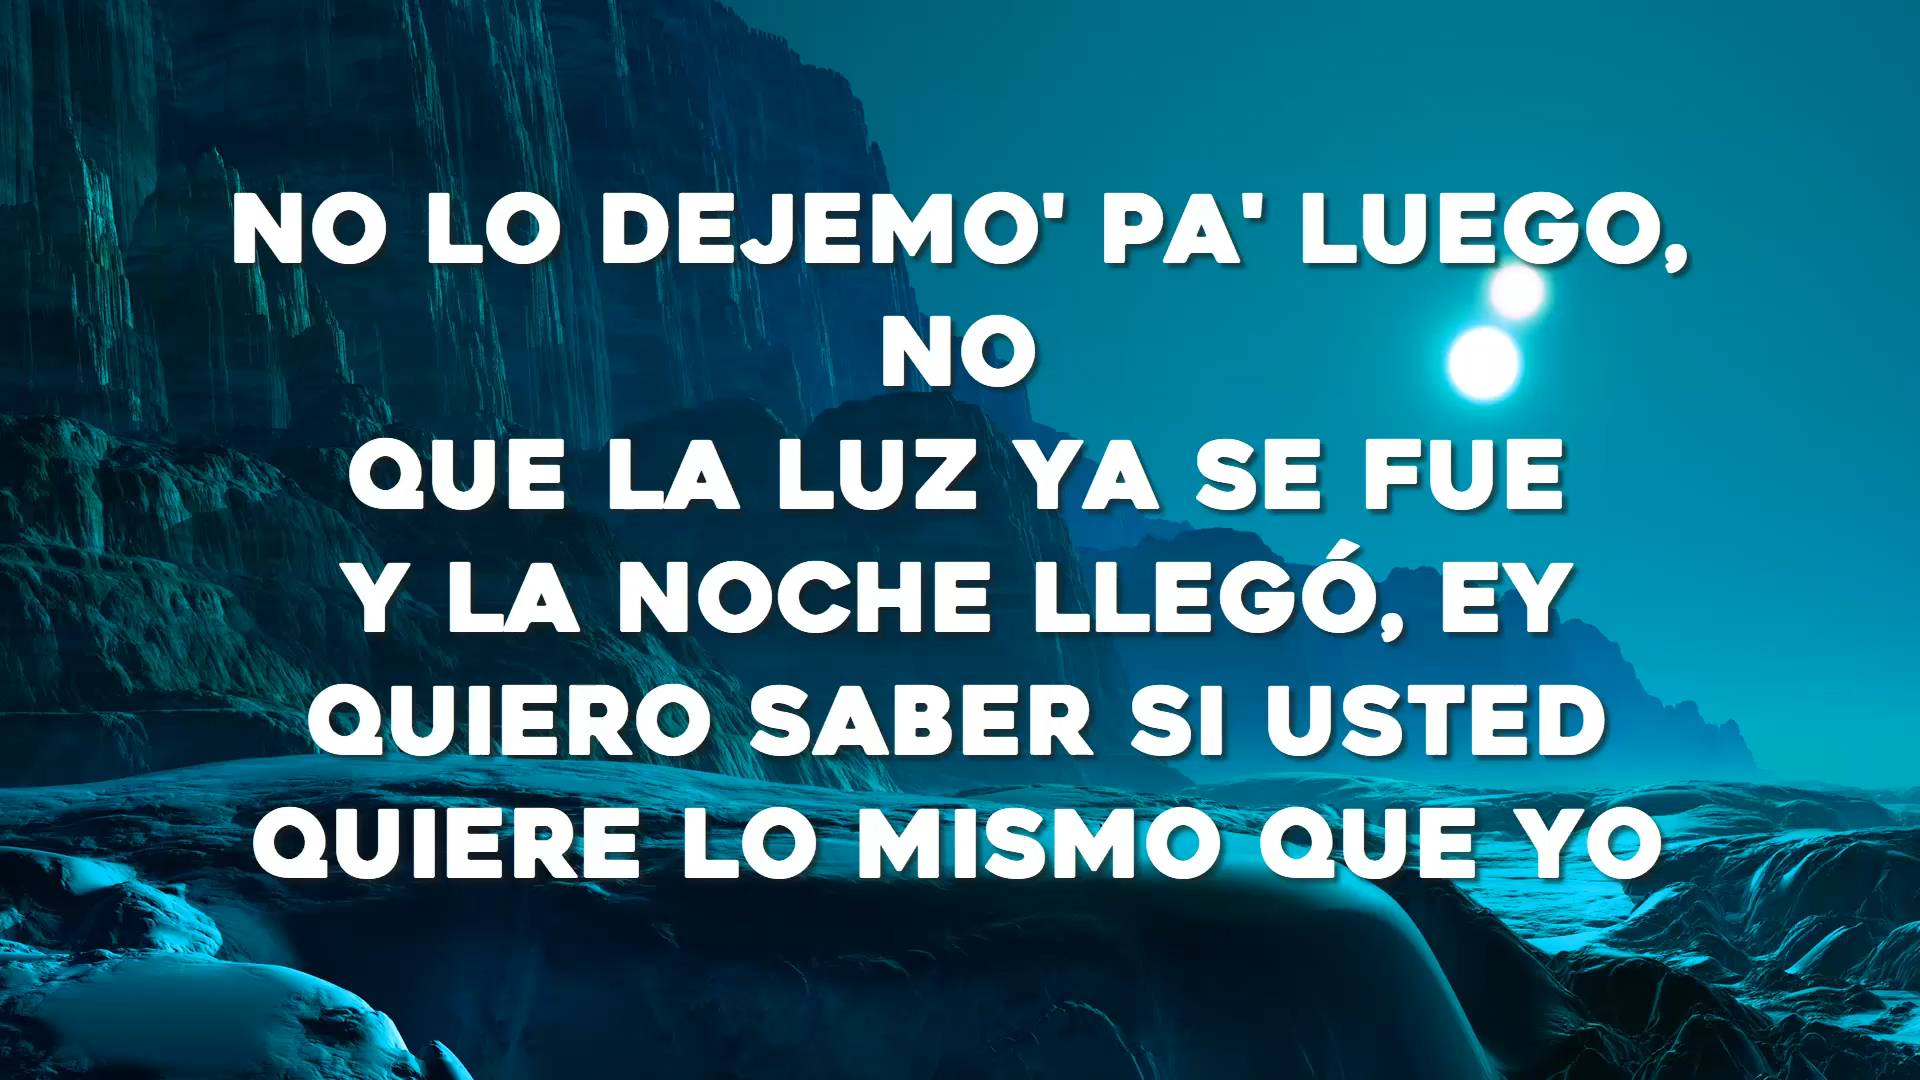 NO LO DEJEMO' PA' LUEGO,
NO
QUE LA LUZ YA SE FUE
Y LA NOCHE LLEGÓ, EY
QUIERO SABER SI USTED
QUIERE LO MISMO QUE YO